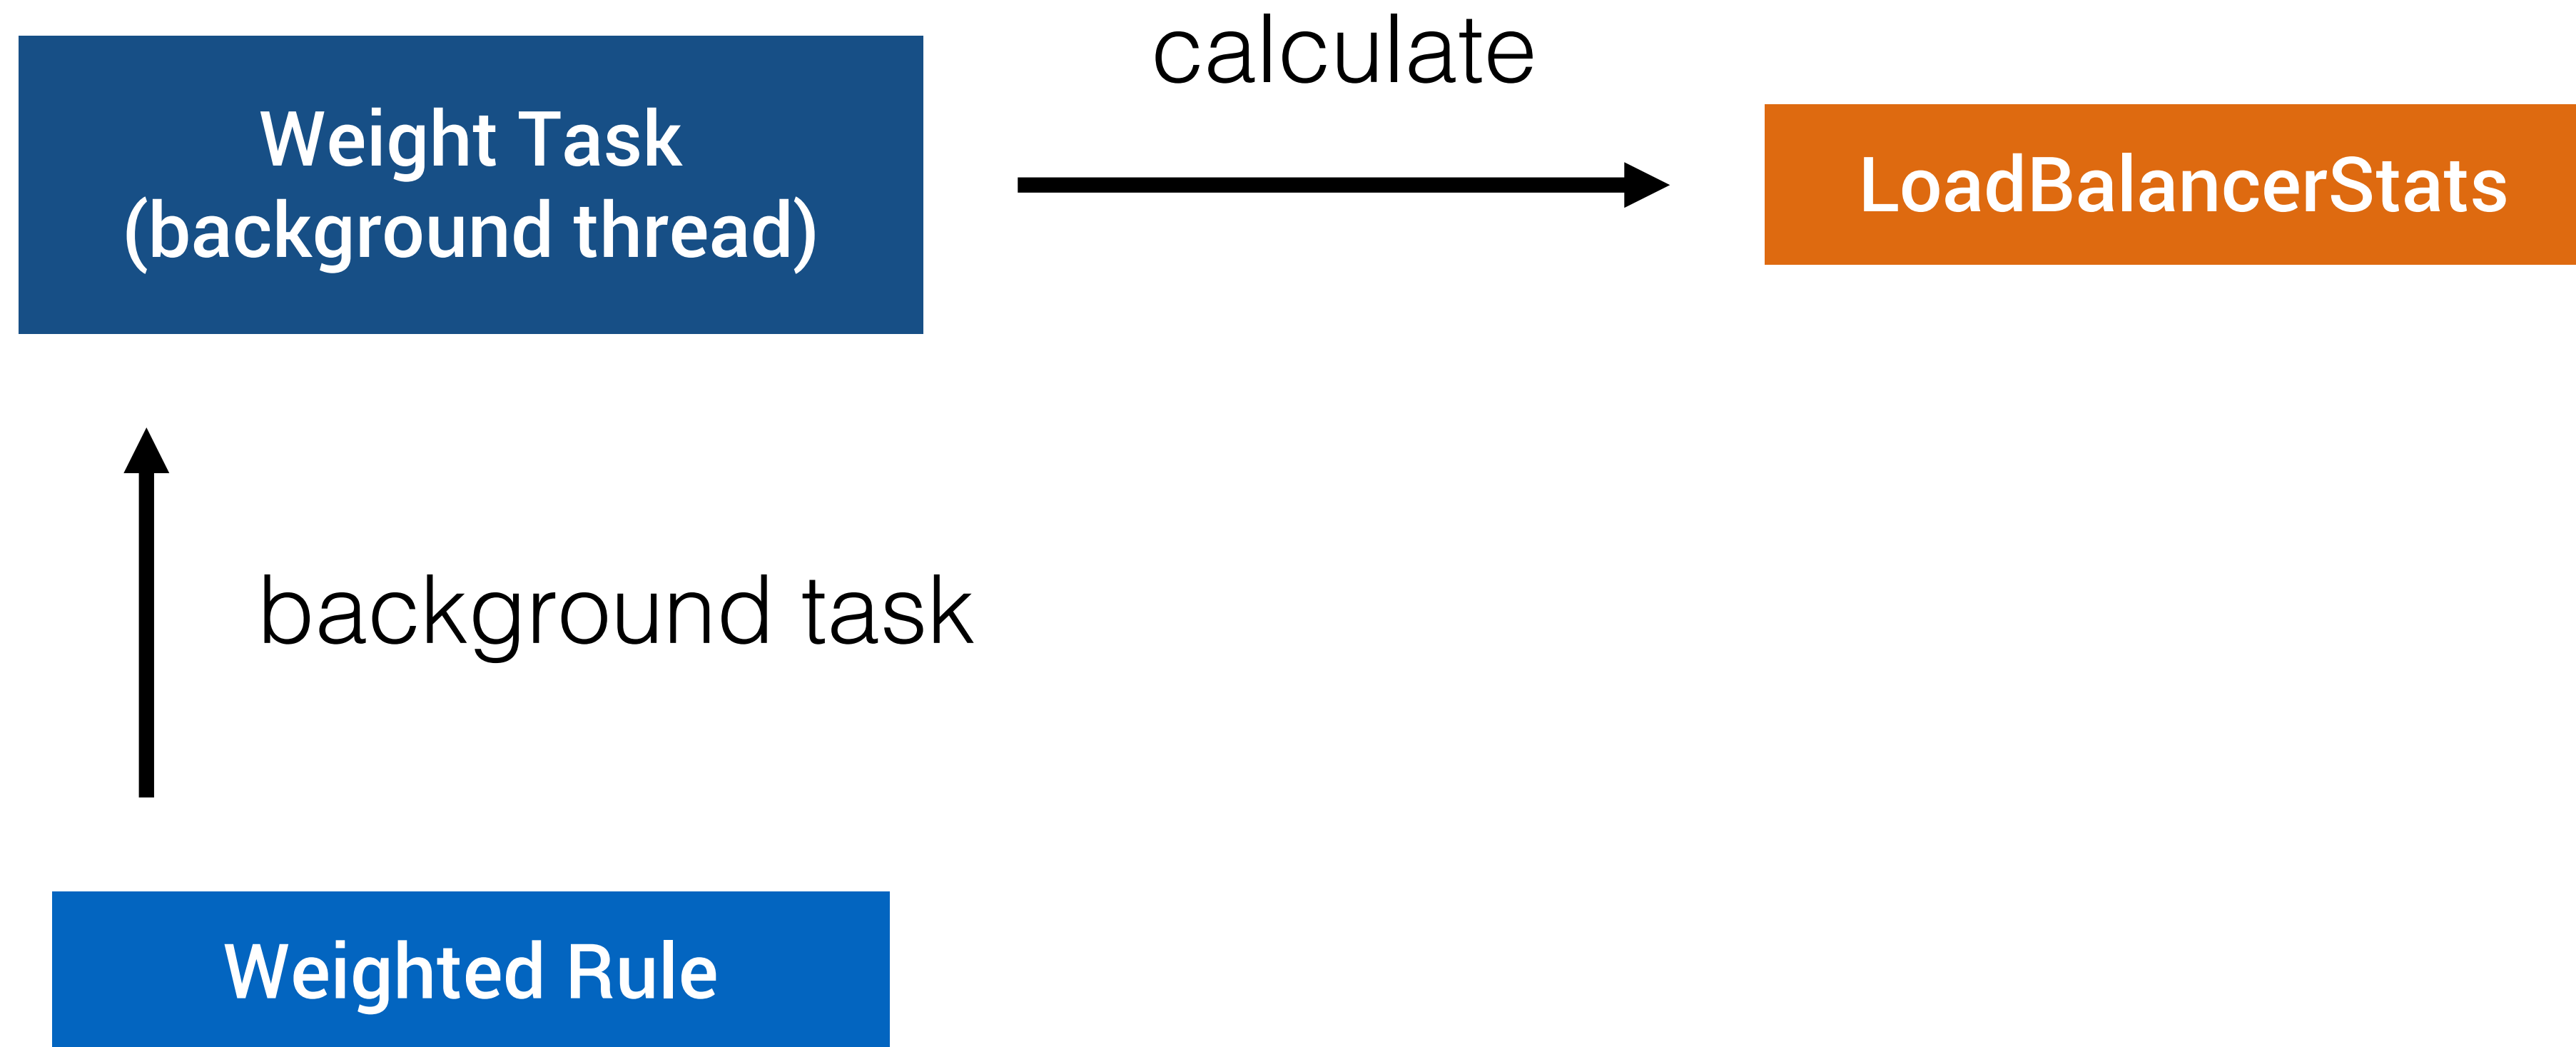 calculate
Weight Task
(background thread)
LoadBalancerStats
background task
Weighted Rule